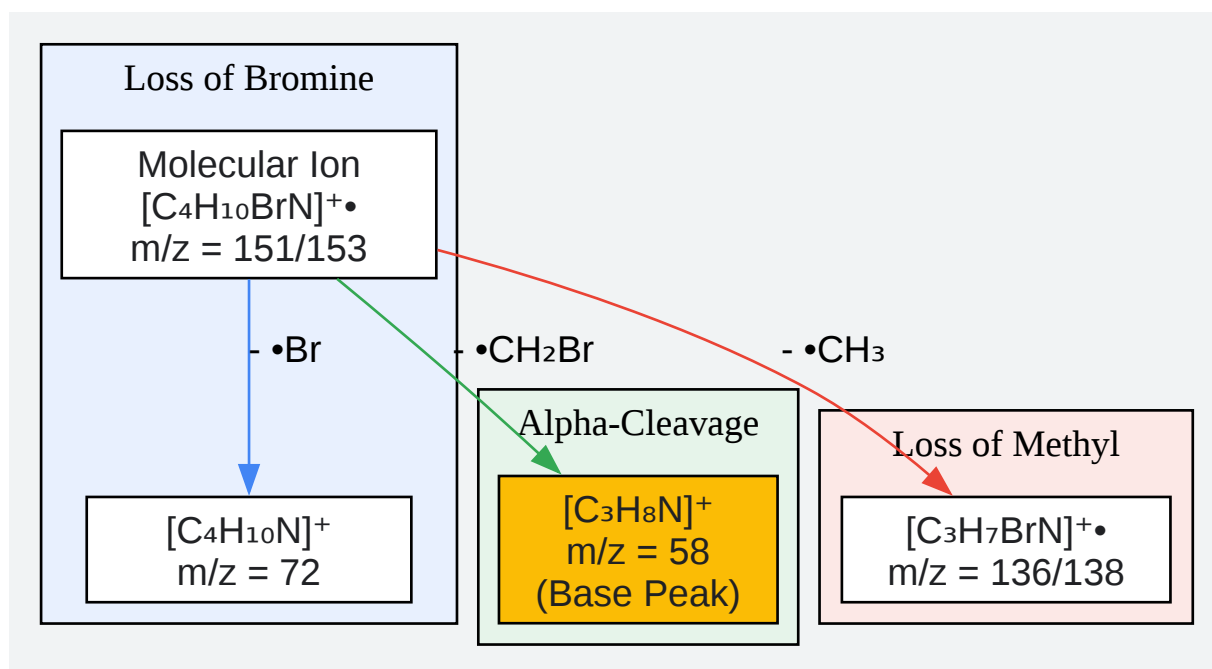 Loss of Bromine
Molecular Ion
[C₄H₁₀BrN]⁺•
m/z = 151/153
- •Br
- •CH₂Br
- •CH₃
Alpha-Cleavage
Loss of Methyl
[C₄H₁₀N]⁺
m/z = 72
[C₃H₈N]⁺
m/z = 58
(Base Peak)
[C₃H₇BrN]⁺•
m/z = 136/138